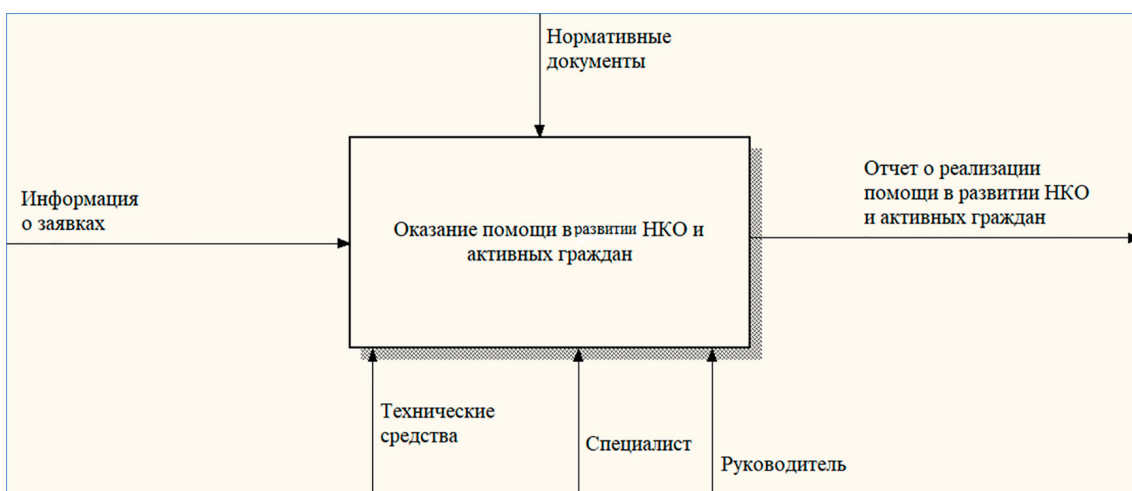 Нормативные
документы
Информация
о заявках
Оказание помощи в развитии НКО и
активных граждан
Отчет о реализации
помощи в развитии НКО
и активных граждан
Технические
средства
Специалист
Руководитель